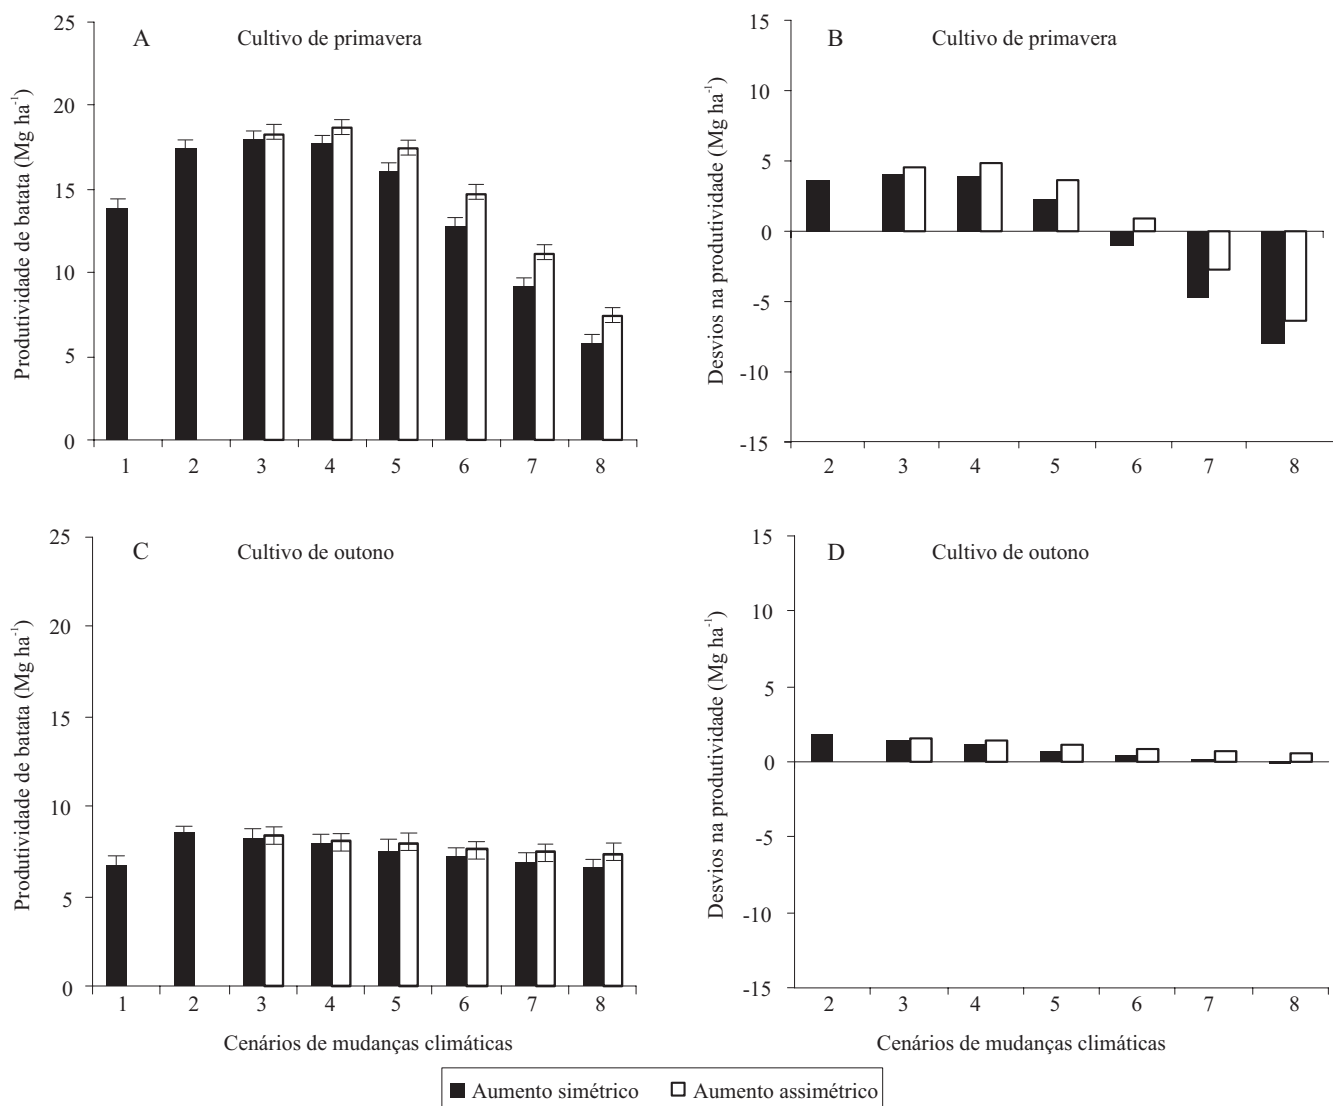 A Cultivo de primavera
Produtividade de batata (Mg ha⁻¹)
25
20
15
10
5
0
1 2 3 4 5 6 7 8
B Cultivo de primavera
Desvios na produtividade (Mg ha⁻¹)
15
10
5
0
-5
-10
-15
2 3 4 5 6 7 8
C Cultivo de outono
Produtividade de batata (Mg ha⁻¹)
25
20
15
10
5
0
1 2 3 4 5 6 7 8
Cenários de mudanças climáticas
D Cultivo de outono
Desvios na produtividade (Mg ha⁻¹)
15
10
5
0
-5
-10
-15
2 3 4 5 6 7 8
Cenários de mudanças climáticas
Aumento simétrico Aumento assimétrico